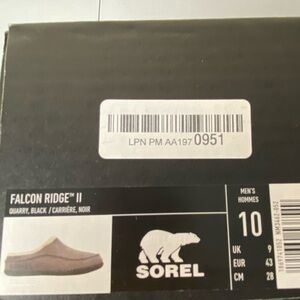 LPN PM AA197 0951
FALCON RIDGE™ II
QUARRY, BLACK / CARRIÈRE, NOIR
SOREL
MEN'S
HOMMES
10
UK 9
EUR 43
CM 28